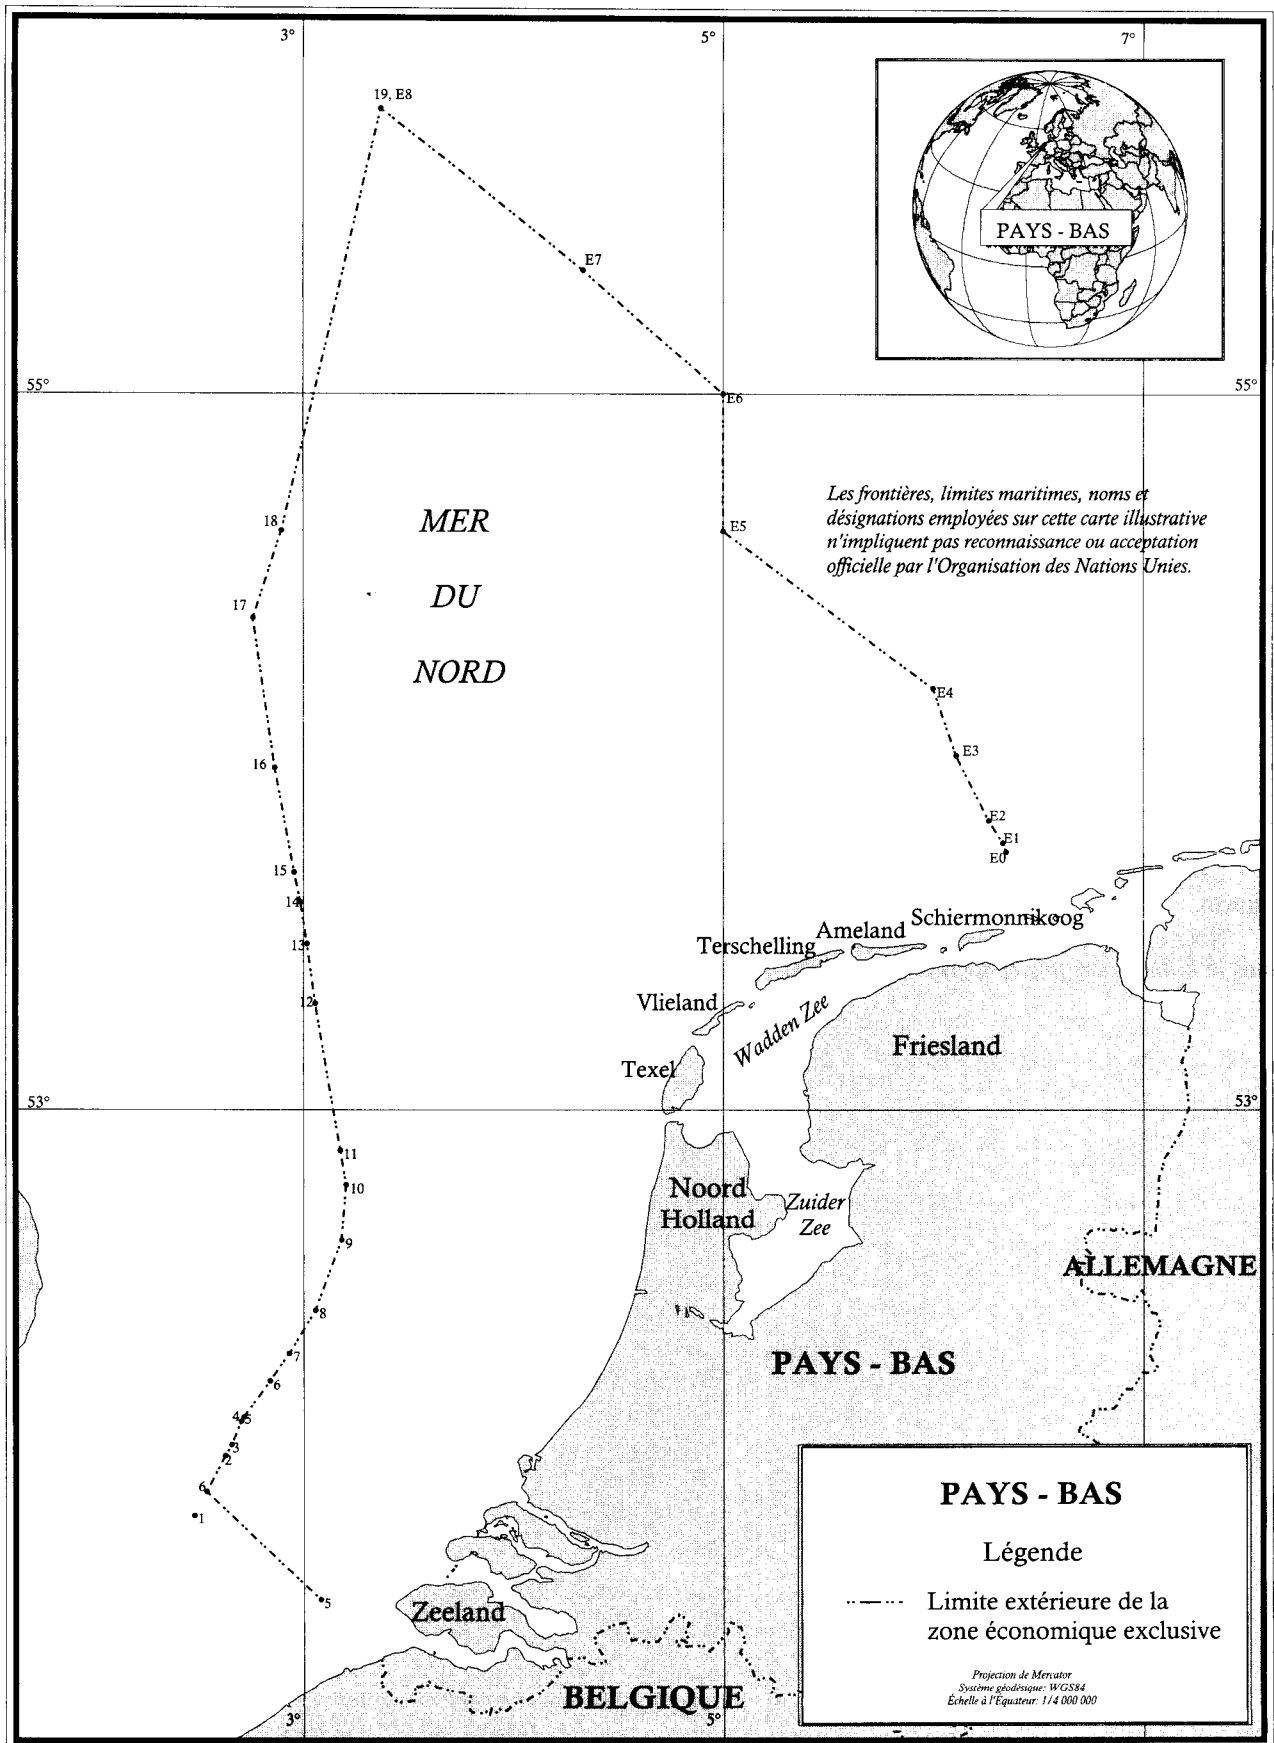 3°
5°
7°
19, E8
PAYS - BAS
E7
55°
55°
E6
Les frontières, limites maritimes, noms et
désignations employées sur cette carte illustrative
n'impliquent pas reconnaissance ou acceptation
officielle par l'Organisation des Nations Unies.
MER
DU
NORD
18
E5
17
E4
E3
16
E2
E1
E0
15
14
13
12
Schiermonnikoog
Ameland
Terschelling
Vlieland
Wadden Zee
Texel
Friesland
53°
53°
11
10
9
8
7
6
4
5
3
2
6
1
5
Noord
Holland
Zuider
Zee
ALLEMAGNE
PAYS - BAS
Zeeland
BELGIQUE
3°
5°
PAYS - BAS
Légende
Limite extérieure de la
zone économique exclusive
Projection de Mercator
Système géodésique: WGS84
Échelle à l'Équateur: 1/4 000 000